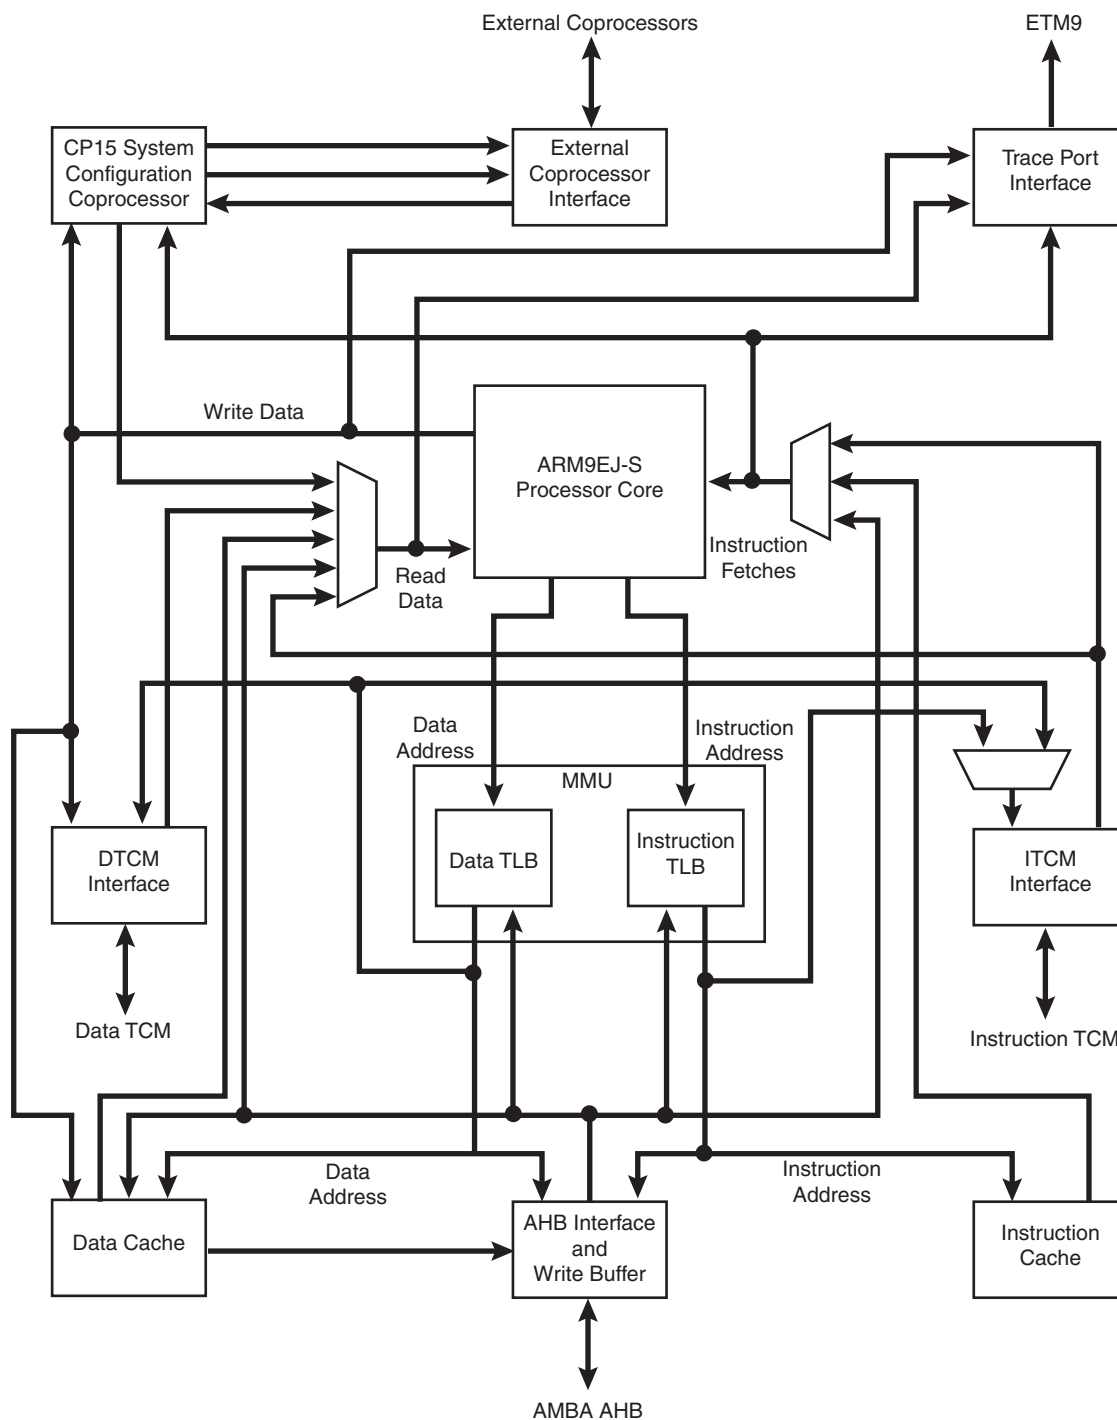 External Coprocessors
ETM9
CP15 System
Configuration
Coprocessor
External
Coprocessor
Interface
Trace Port
Interface
Write Data
ARM9EJ-S
Processor Core
Instruction
Fetches
Read
Data
Data
Address
Instruction
Address
MMU
DTCM
Interface
Data TLB
Instruction
TLB
ITCM
Interface
Data TCM
Instruction TCM
Data
Address
Instruction
Address
Data Cache
AHB Interface
and
Write Buffer
Instruction
Cache
AMBA AHB